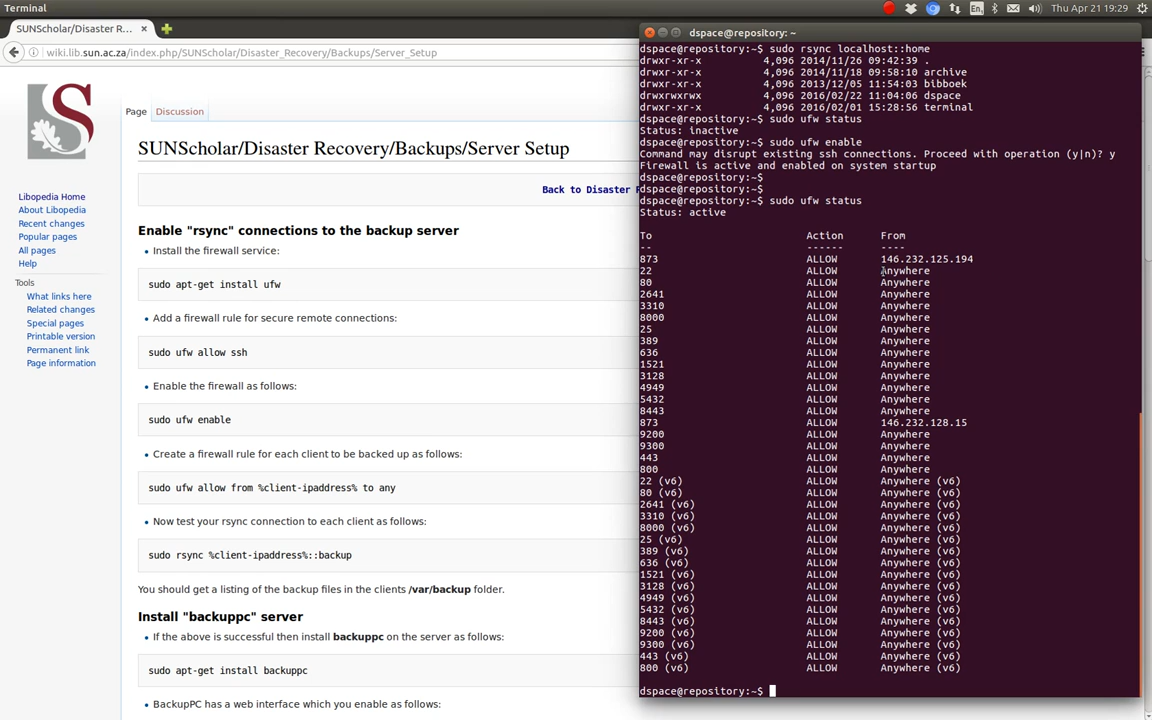 Terminal
En
Thu Apr 21 19:29
SUNScholar/Disaster R...
wiki.lib.sun.ac.za/index.php/SUNScholar/Disaster_Recovery/Backups/Server_Setup
S
Libopedia Home
About Libopedia
Recent changes
Popular pages
All pages
Help
Tools
What links here
Related changes
Special pages
Printable version
Permanent link
Page information
Page
Discussion
SUNScholar/Disaster Recovery/Backups/Server Setup
Back to Disaster
Enable "rsync" connections to the backup server
• Install the firewall service:
sudo apt-get install ufw
• Add a firewall rule for secure remote connections:
sudo ufw allow ssh
• Enable the firewall as follows:
sudo ufw enable
• Create a firewall rule for each client to be backed up as follows:
sudo ufw allow from %client-ipaddress% to any
• Now test your rsync connection to each client as follows:
sudo rsync %client-ipaddress%::backup
You should get a listing of the backup files in the clients /var/backup folder.
Install "backuppc" server
• If the above is successful then install backuppc on the server as follows:
sudo apt-get install backuppc
• BackupPC has a web interface which you enable as follows:
dspace@repository: ~
dspace@repository:~$ sudo rsync localhost::home
drwxr-xr-x 4,096 2014/11/26 09:42:39 .
drwxr-xr-x 4,096 2014/11/18 09:58:10 archive
drwxr-xr-x 4,096 2013/12/05 11:54:03 bibboek
drwxrwxrwx 4,096 2016/02/22 11:04:06 dspace
drwxr-xr-x 4,096 2016/02/01 15:28:56 terminal
dspace@repository:~$ sudo ufw status
Status: inactive
dspace@repository:~$ sudo ufw enable
Command may disrupt existing ssh connections. Proceed with operation (y|n)? y
Firewall is active and enabled on system startup
dspace@repository:~$
dspace@repository:~$
dspace@repository:~$ sudo ufw status
Status: active
To Action From
-- ------ ----
873 ALLOW 146.232.125.194
22 ALLOW Anywhere
80 ALLOW Anywhere
2641 ALLOW Anywhere
3310 ALLOW Anywhere
8000 ALLOW Anywhere
25 ALLOW Anywhere
389 ALLOW Anywhere
636 ALLOW Anywhere
1521 ALLOW Anywhere
3128 ALLOW Anywhere
4949 ALLOW Anywhere
5432 ALLOW Anywhere
8443 ALLOW Anywhere
873 ALLOW 146.232.128.15
9200 ALLOW Anywhere
9300 ALLOW Anywhere
443 ALLOW Anywhere
800 ALLOW Anywhere
22 (v6) ALLOW Anywhere (v6)
80 (v6) ALLOW Anywhere (v6)
2641 (v6) ALLOW Anywhere (v6)
3310 (v6) ALLOW Anywhere (v6)
8000 (v6) ALLOW Anywhere (v6)
25 (v6) ALLOW Anywhere (v6)
389 (v6) ALLOW Anywhere (v6)
636 (v6) ALLOW Anywhere (v6)
1521 (v6) ALLOW Anywhere (v6)
3128 (v6) ALLOW Anywhere (v6)
4949 (v6) ALLOW Anywhere (v6)
5432 (v6) ALLOW Anywhere (v6)
8443 (v6) ALLOW Anywhere (v6)
9200 (v6) ALLOW Anywhere (v6)
9300 (v6) ALLOW Anywhere (v6)
443 (v6) ALLOW Anywhere (v6)
800 (v6) ALLOW Anywhere (v6)
dspace@repository:~$